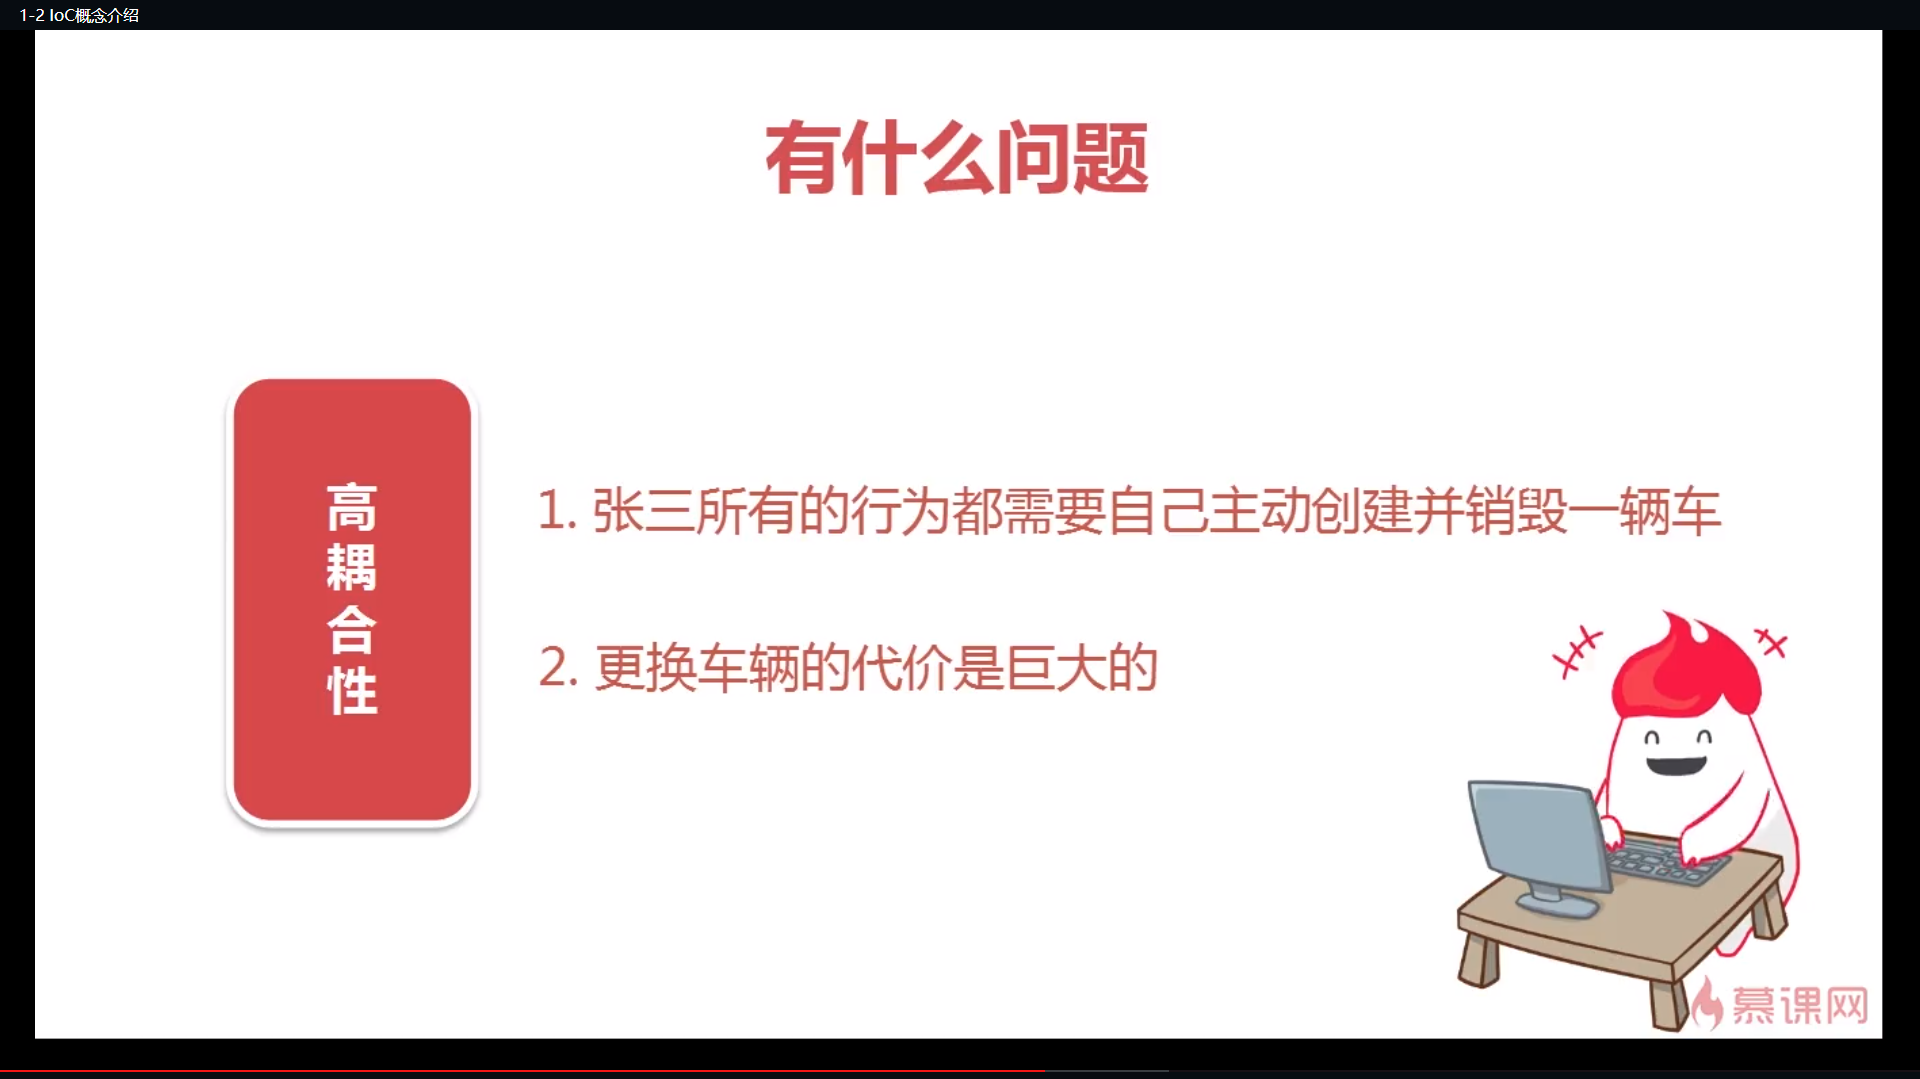 1-2 IoC概念介绍
有什么问题
高
耦
合
性
1. 张三所有的行为都需要自己主动创建并销毁一辆车
2. 更换车辆的代价是巨大的
慕课网